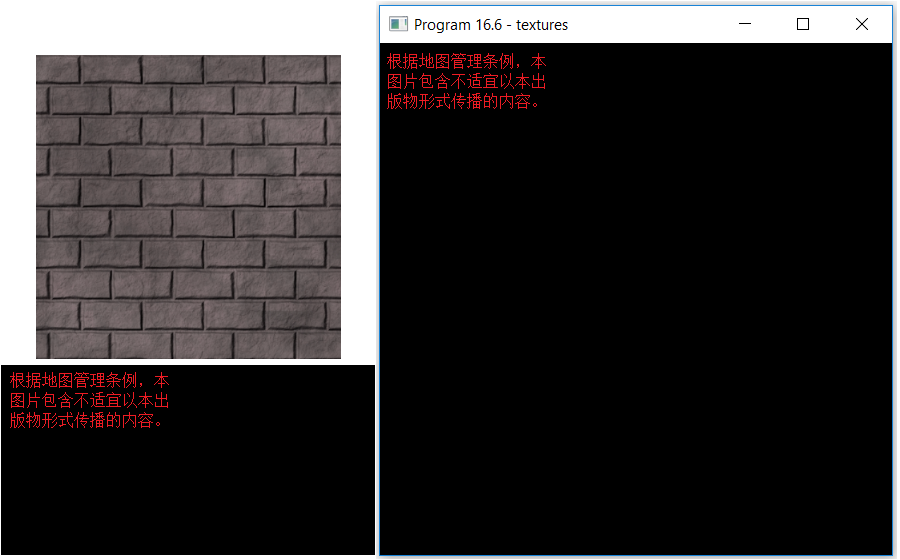 Program 16.6 - textures
根据地图管理条例，本
图片包含不适宜以本出
版物形式传播的内容。
根据地图管理条例，本
图片包含不适宜以本出
版物形式传播的内容。